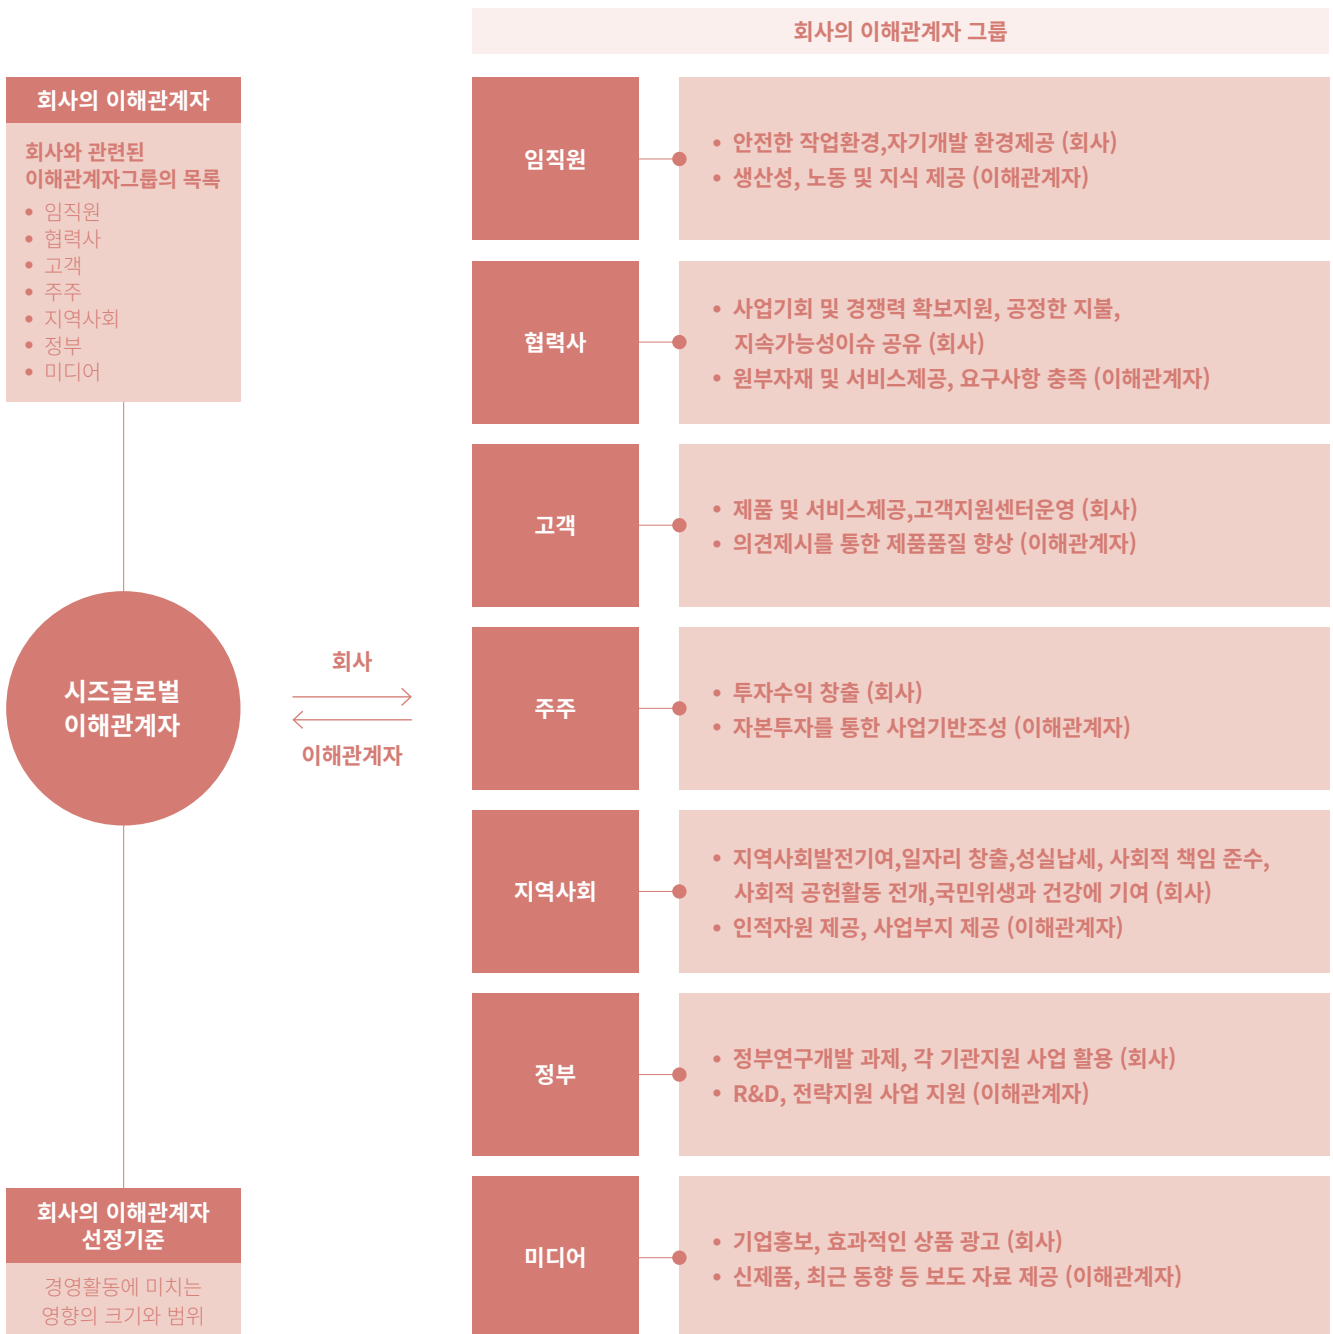 회사의 이해관계자 그룹
회사의 이해관계자
회사와 관련된
이해관계자그룹의 목록
• 임직원
• 협력사
• 고객
• 주주
• 지역사회
• 정부
• 미디어
시즈글로벌
이해관계자
회사의 이해관계자
선정기준
경영활동에 미치는
영향의 크기와 범위
회사
이해관계자
임직원
• 안전한 작업환경,자기개발 환경제공 (회사)
• 생산성, 노동 및 지식 제공 (이해관계자)
협력사
• 사업기회 및 경쟁력 확보지원, 공정한 지불,
지속가능성이슈 공유 (회사)
• 원부자재 및 서비스제공, 요구사항 충족 (이해관계자)
고객
• 제품 및 서비스제공,고객지원센터운영 (회사)
• 의견제시를 통한 제품품질 향상 (이해관계자)
주주
• 투자수익 창출 (회사)
• 자본투자를 통한 사업기반조성 (이해관계자)
지역사회
• 지역사회발전기여,일자리 창출,성실납세, 사회적 책임 준수,
사회적 공헌활동 전개,국민위생과 건강에 기여 (회사)
• 인적자원 제공, 사업부지 제공 (이해관계자)
정부
• 정부연구개발 과제, 각 기관지원 사업 활용 (회사)
• R&D, 전략지원 사업 지원 (이해관계자)
미디어
• 기업홍보, 효과적인 상품 광고 (회사)
• 신제품, 최근 동향 등 보도 자료 제공 (이해관계자)